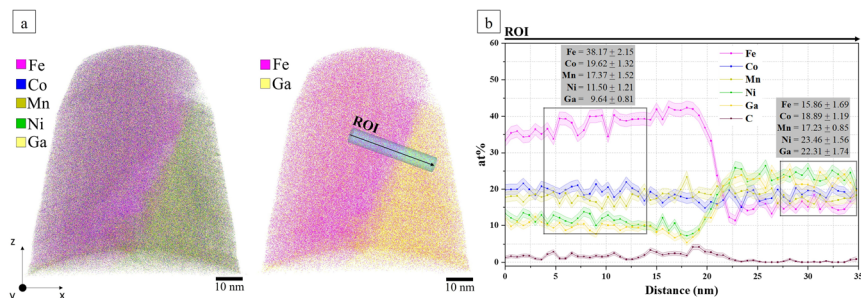 a
Fe
Co
Mn
Ni
Ga
z
y
x
10 nm
Fe
Ga
ROI
10 nm
b
ROI
Fe = 38.17 ± 2.15
Co = 19.62 ± 1.32
Mn = 17.37 ± 1.52
Ni = 11.50 ± 1.21
Ga = 9.64 ± 0.81
Fe
Co
Mn
Ni
Ga
C
Fe = 15.86 ± 1.69
Co = 18.89 ± 1.19
Mn = 17.23 ± 0.85
Ni = 23.46 ± 1.56
Ga = 22.31 ± 1.74
at%
60
50
40
30
20
10
0
0 5 10 15 20 25 30 35
Distance (nm)